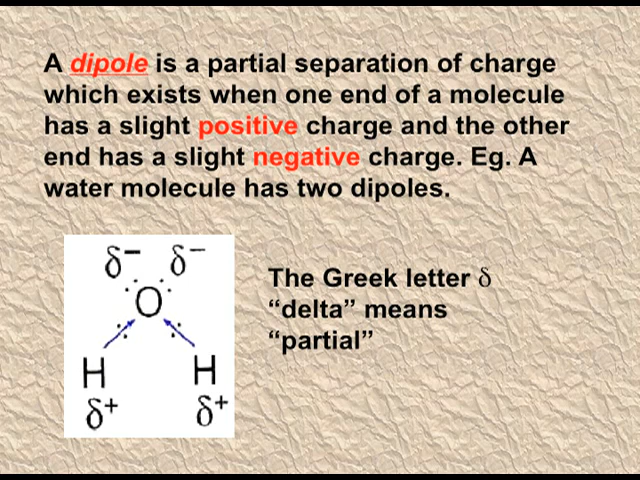 A dipole is a partial separation of charge
which exists when one end of a molecule
has a slight positive charge and the other
end has a slight negative charge. Eg. A
water molecule has two dipoles.
δ− δ−
O
H H
δ+ δ+
The Greek letter δ
“delta” means
“partial”